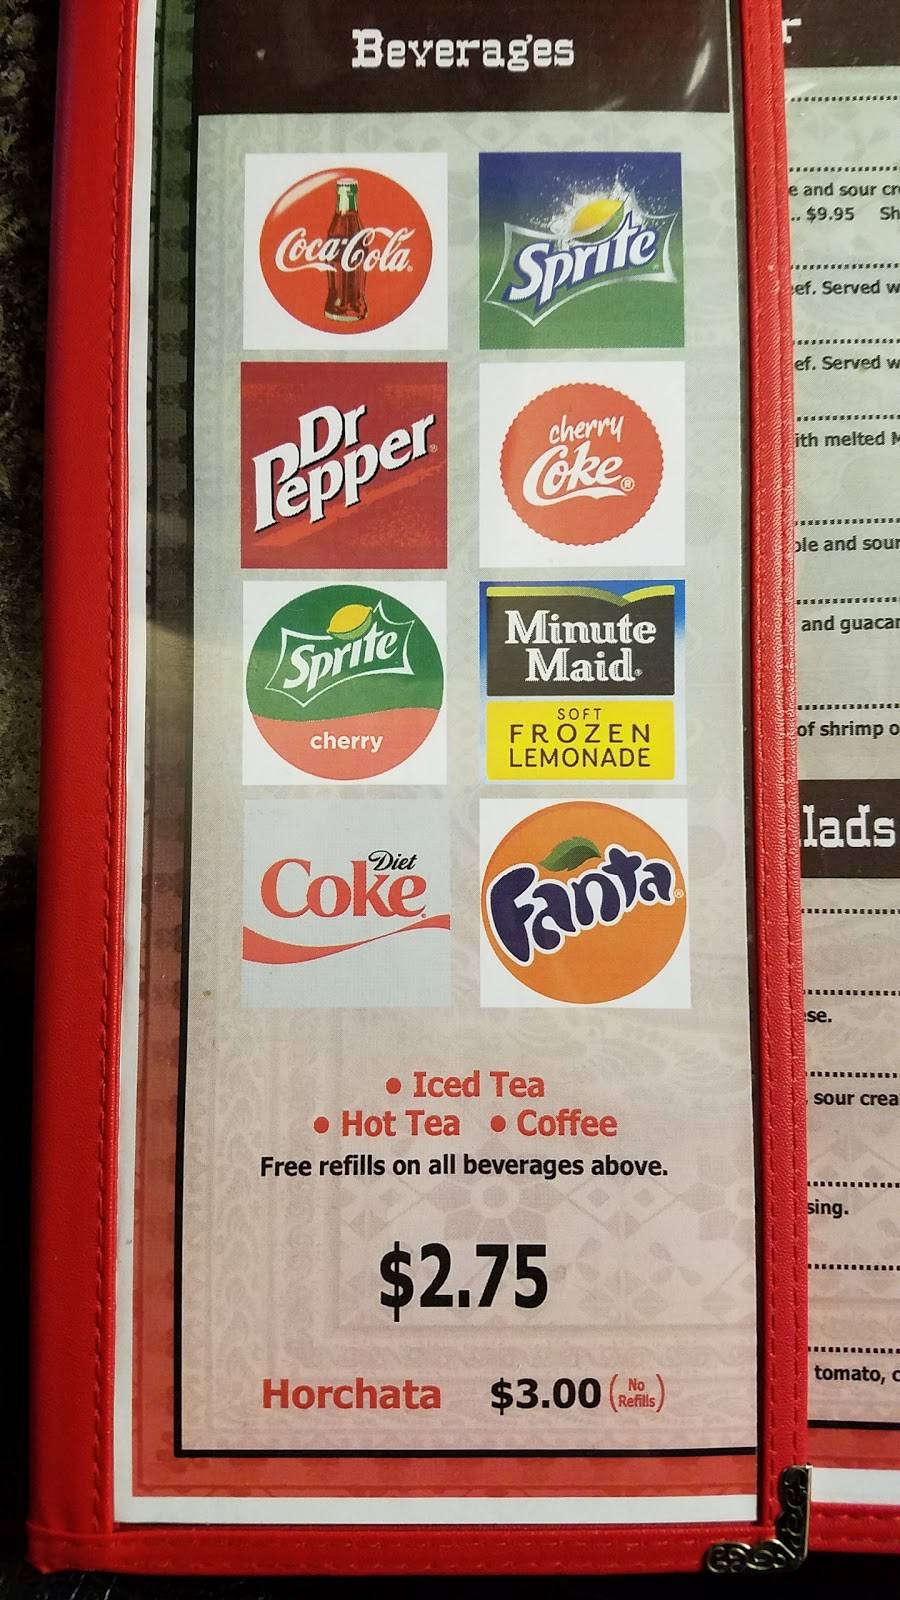 Beverages
Coca-Cola
Sprite
Dr
Pepper
cherry
Coke
Sprite
cherry
Minute
Maid
SOFT
FROZEN
LEMONADE
Diet
Coke
Fanta
• Iced Tea
• Hot Tea • Coffee
Free refills on all beverages above.
$2.75
Horchata $3.00 (No
Refills)
r
e and sour cr
.. $9.95 Sh
ef. Served w
ef. Served w
ith melted M
ole and sour
and guacar
of shrimp o
lads
se.
, sour crea
sing.
tomato, c